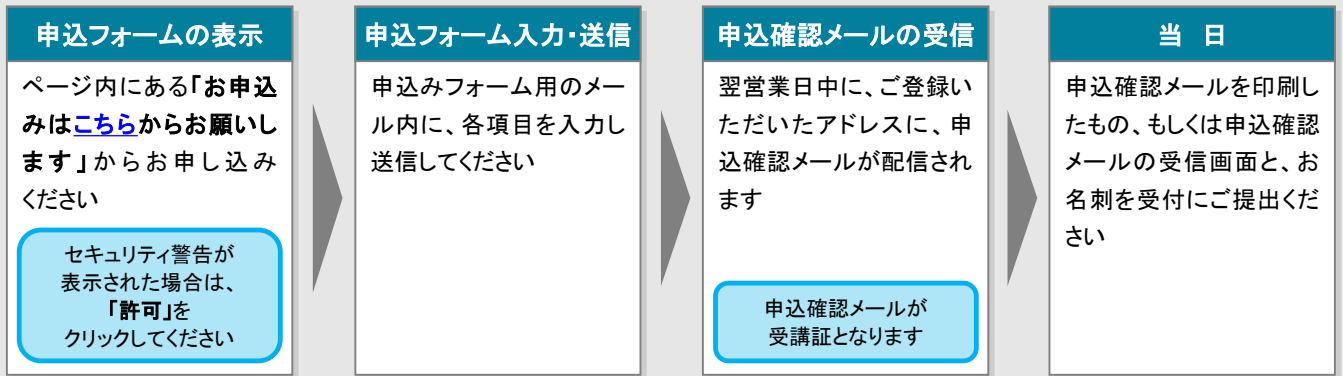 申込フォームの表示
ページ内にある「お申込
みはこちらからお願いし
ます」からお申し込み
ください
セキュリティ警告が
表示された場合は、
「許可」を
クリックしてください
申込フォーム入力・送信
申込みフォーム用のメー
ル内に、各項目を入力し
送信してください
申込確認メールの受信
翌営業日中に、ご登録い
ただいたアドレスに、申
込確認メールが配信され
ます
申込確認メールが
受講証となります
当 日
申込確認メールを印刷し
たもの、もしくは申込確認
メールの受信画面と、お
名刺を受付にご提出くだ
さい